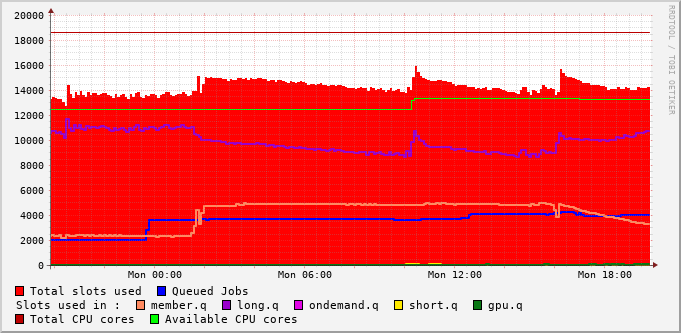 20000
18000
16000
14000
12000
10000
8000
6000
4000
2000
0
Mon 00:00 Mon 06:00 Mon 12:00 Mon 18:00
Total slots used Queued Jobs
Slots used in : member.q long.q ondemand.q short.q gpu.q
Total CPU cores Available CPU cores
RRDTOOL / TOBI OETIKER